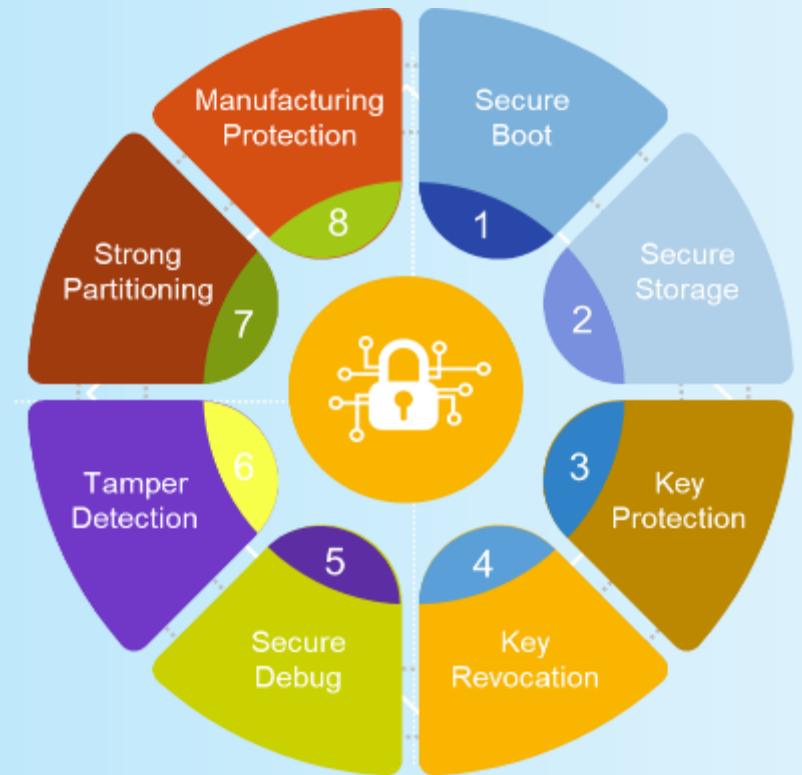 Secure
Boot
1
Secure
Storage
2
Key
Protection
3
Key
Revocation
4
Secure
Debug
5
Tamper
Detection
6
Strong
Partitioning
7
Manufacturing
Protection
8